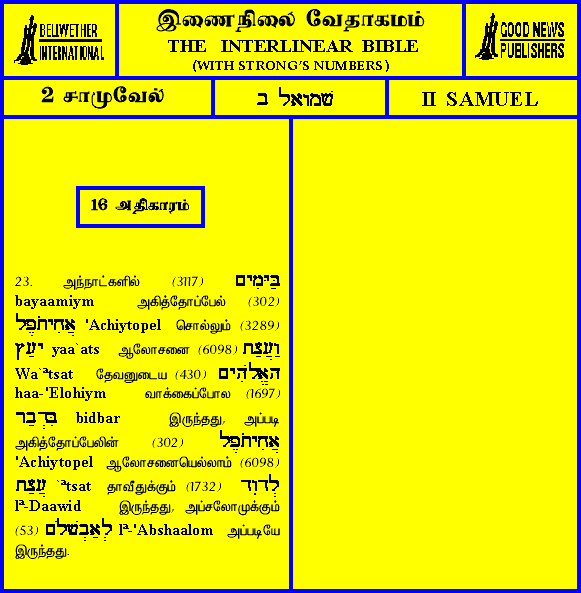 BELLWETHER
INTERNATIONAL
இணைநிலை வேதாகமம்
THE INTERLINEAR BIBLE
(WITH STRONG'S NUMBERS)
GOOD NEWS
PUBLISHERS
2 சாமுவேல்
שׁמואל ב
II SAMUEL
16 அதிகாரம்
23. அந்நாட்களில் (3117) בַּיָּמִים
bayaamiym அகித்தோப்பேல் (302)
אֲחִיתֹפֶל 'Achiytopel சொல்லும் (3289)
יָעַץ yaa`ats ஆலோசனை (6098) וַעֲצַת
Wa`ªtsat தேவனுடைய (430) הָאֱלֹהִים
haa-'Elohiym வாக்கைப்போல (1697)
בִּדְבַר bidbar இருந்தது, அப்படி
அகித்தோப்பேலின் (302) אֲחִיתֹפֶל
'Achiytopel ஆலோசனையெல்லாம் (6098)
עֲצַת `ªtsat தாவீதுக்கும் (1732) לְדָוִד
lª-Daawid இருந்தது, அப்சலோமுக்கும்
(53) לְאַבְשָׁלֹם lª-'Abshaalom அப்படியே
இருந்தது.